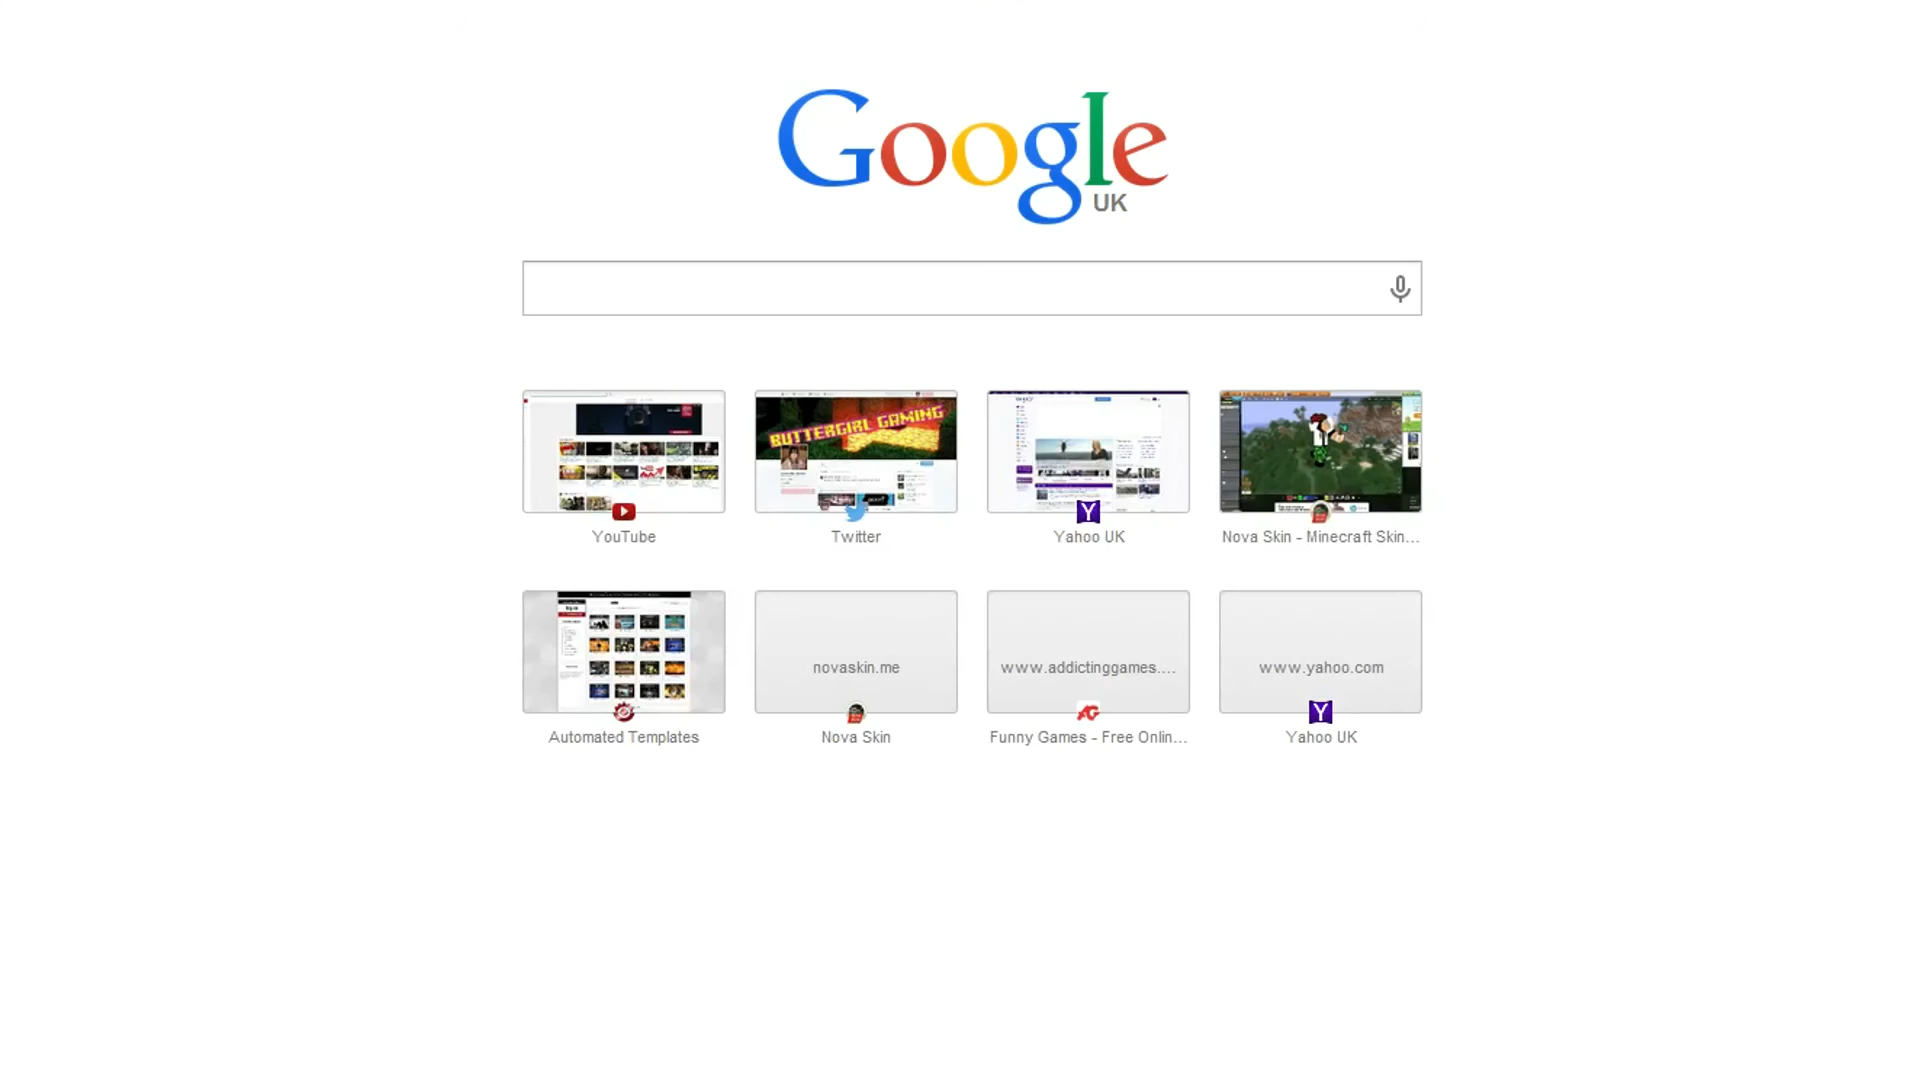 Google
UK
BUTTERGIRL GAMING
YouTube
Twitter
Yahoo UK
Nova Skin - Minecraft Skin...
novaskin.me
www.addictinggames....
www.yahoo.com
Automated Templates
Nova Skin
Funny Games - Free Onlin...
Yahoo UK